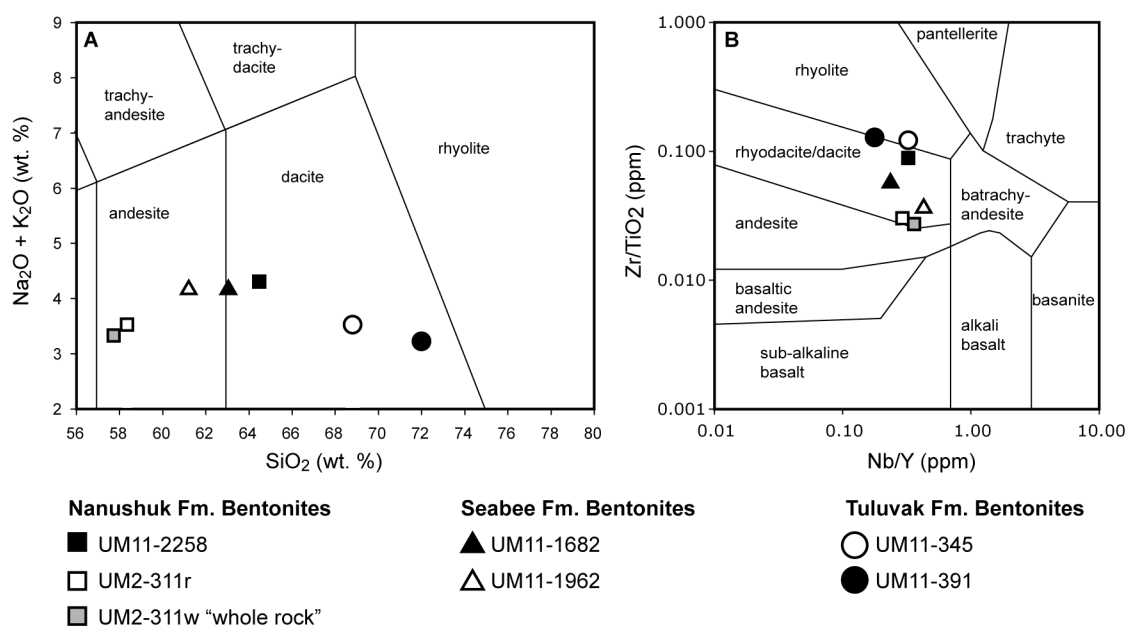 A
9
8
7
6
5
4
3
2
Na₂O + K₂O (wt. %)
trachy-
dacite
trachy-
andesite
rhyolite
dacite
andesite
56 58 60 62 64 66 68 70 72 74 76 78 80
SiO₂ (wt. %)
B
1.000
0.100
0.010
0.001
Zr/TiO2 (ppm)
pantellerite
rhyolite
trachyte
rhyodacite/dacite
batrachy-
andesite
andesite
basaltic
andesite
basanite
alkali
basalt
sub-alkaline
basalt
0.01 0.10 1.00 10.00
Nb/Y (ppm)
Nanushuk Fm. Bentonites
UM11-2258
UM2-311r
UM2-311w “whole rock”
Seabee Fm. Bentonites
UM11-1682
UM11-1962
Tuluvak Fm. Bentonites
UM11-345
UM11-391